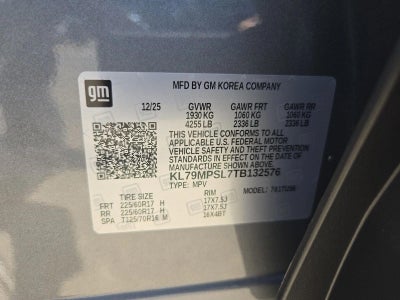 gm
MFD BY GM KOREA COMPANY
12/25 GVWR GAWR FRT GAWR RR
1930 KG 1060 KG 1060 KG
4255 LB 2336 LB 2336 LB
THIS VEHICLE CONFORMS TO ALL
APPLICABLE U.S. FEDERAL MOTOR
VEHICLE SAFETY, BUMPER, AND
THEFT PREVENTION STANDARDS IN
EFFECT ON THE DATE OF
MANUFACTURE SHOWN ABOVE.
KL79MPSL7TB132576
TYPE: MPV MODEL:
TIRE SIZE RIM
FRT 225/60R17 H 17X7.5J
RR 225/60R17 H 17X7.5J
SPA T125/70R16 M 16X4BT